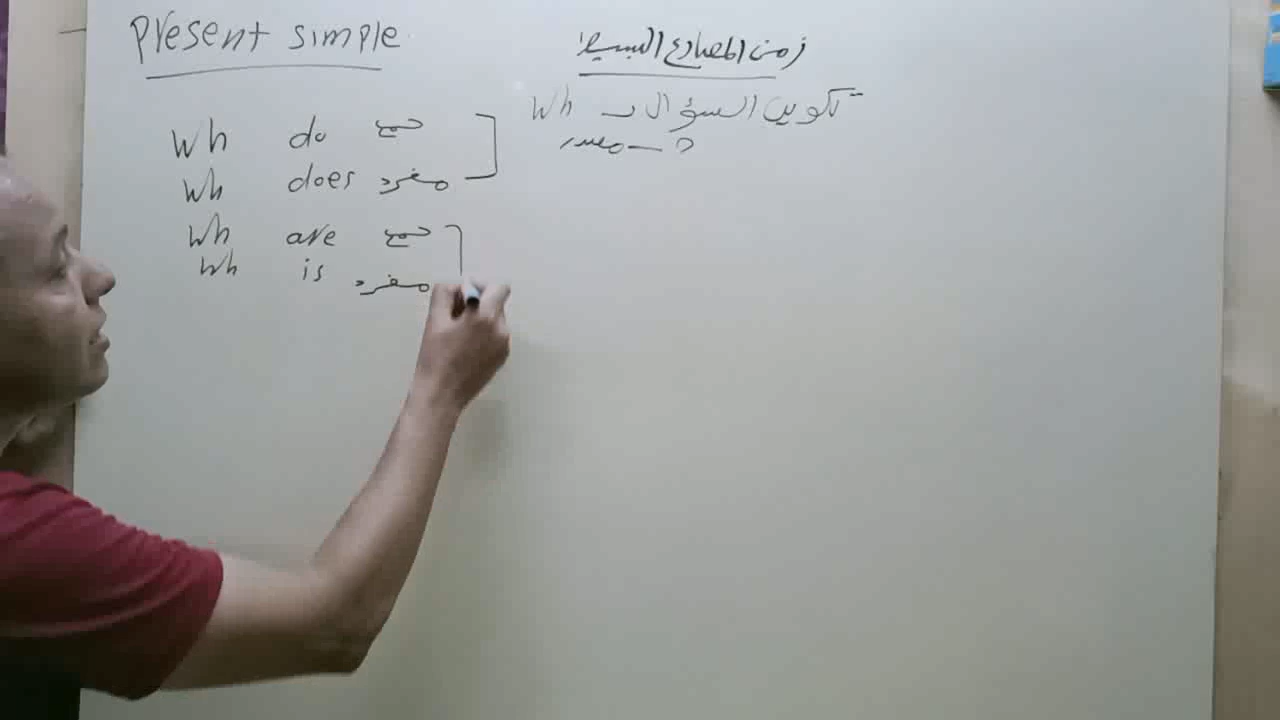 present simple
زمن المضارع البسيط
تكوين السؤال بـ Wh
Wh do جمع
؟ — مصدر
Wh does مفرد
Wh are جمع
Wh is مفرد